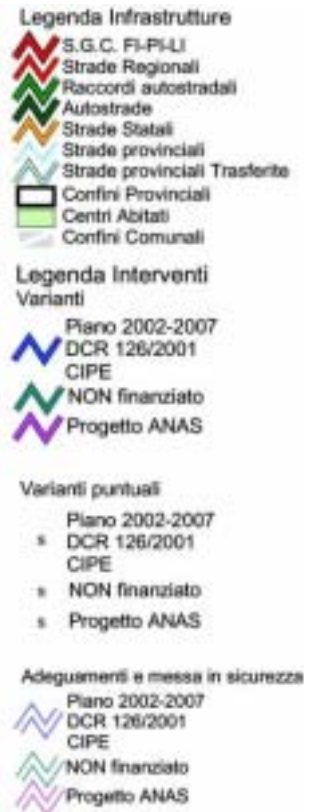 Legenda Infrastrutture
S.G.C. FI-PI-LI
Strade Regionali
Raccordi autostradali
Autostrade
Strade Statali
Strade provinciali
Strade provinciali Trasferite
Confini Provinciali
Centri Abitati
Confini Comunali
Legenda Interventi
Varianti
Piano 2002-2007
DCR 126/2001
CIPE
NON finanziato
Progetto ANAS
Varianti puntuali
Piano 2002-2007
s DCR 126/2001
CIPE
s NON finanziato
s Progetto ANAS
Adeguamenti e messa in sicurezza
Piano 2002-2007
DCR 126/2001
CIPE
NON finanziato
Progetto ANAS